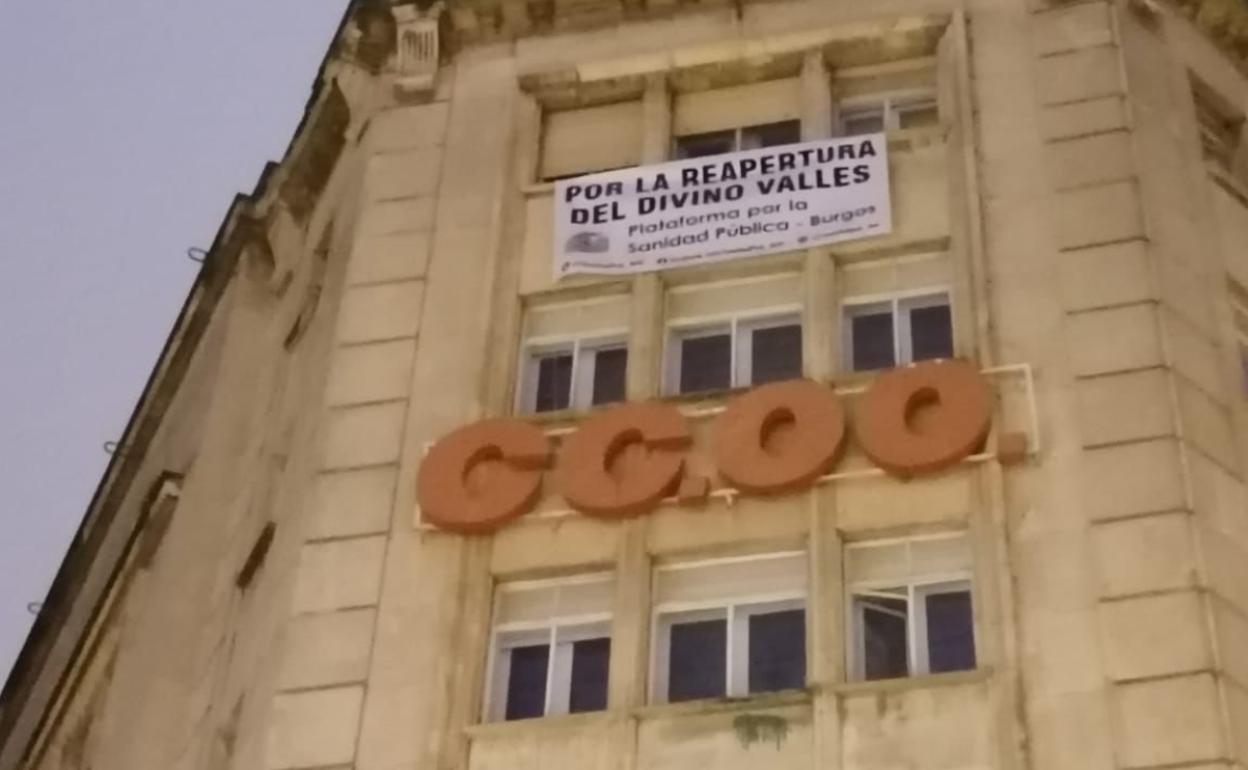 POR LA REAPERTURA
DEL DIVINO VALLES
Plataforma por la
Sanidad Pública - Burgos
CC.OO.